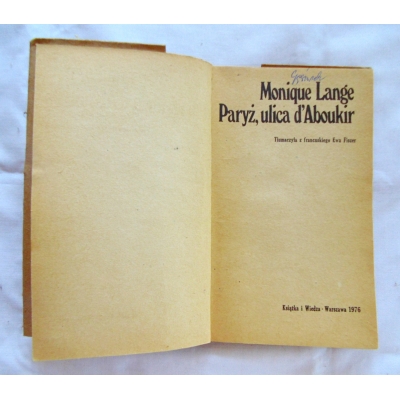 Monique Lange
Paryż, ulica d'Aboukir
Tłumaczyła z francuskiego Ewa Fiszer
Książka i Wiedza · Warszawa 1976